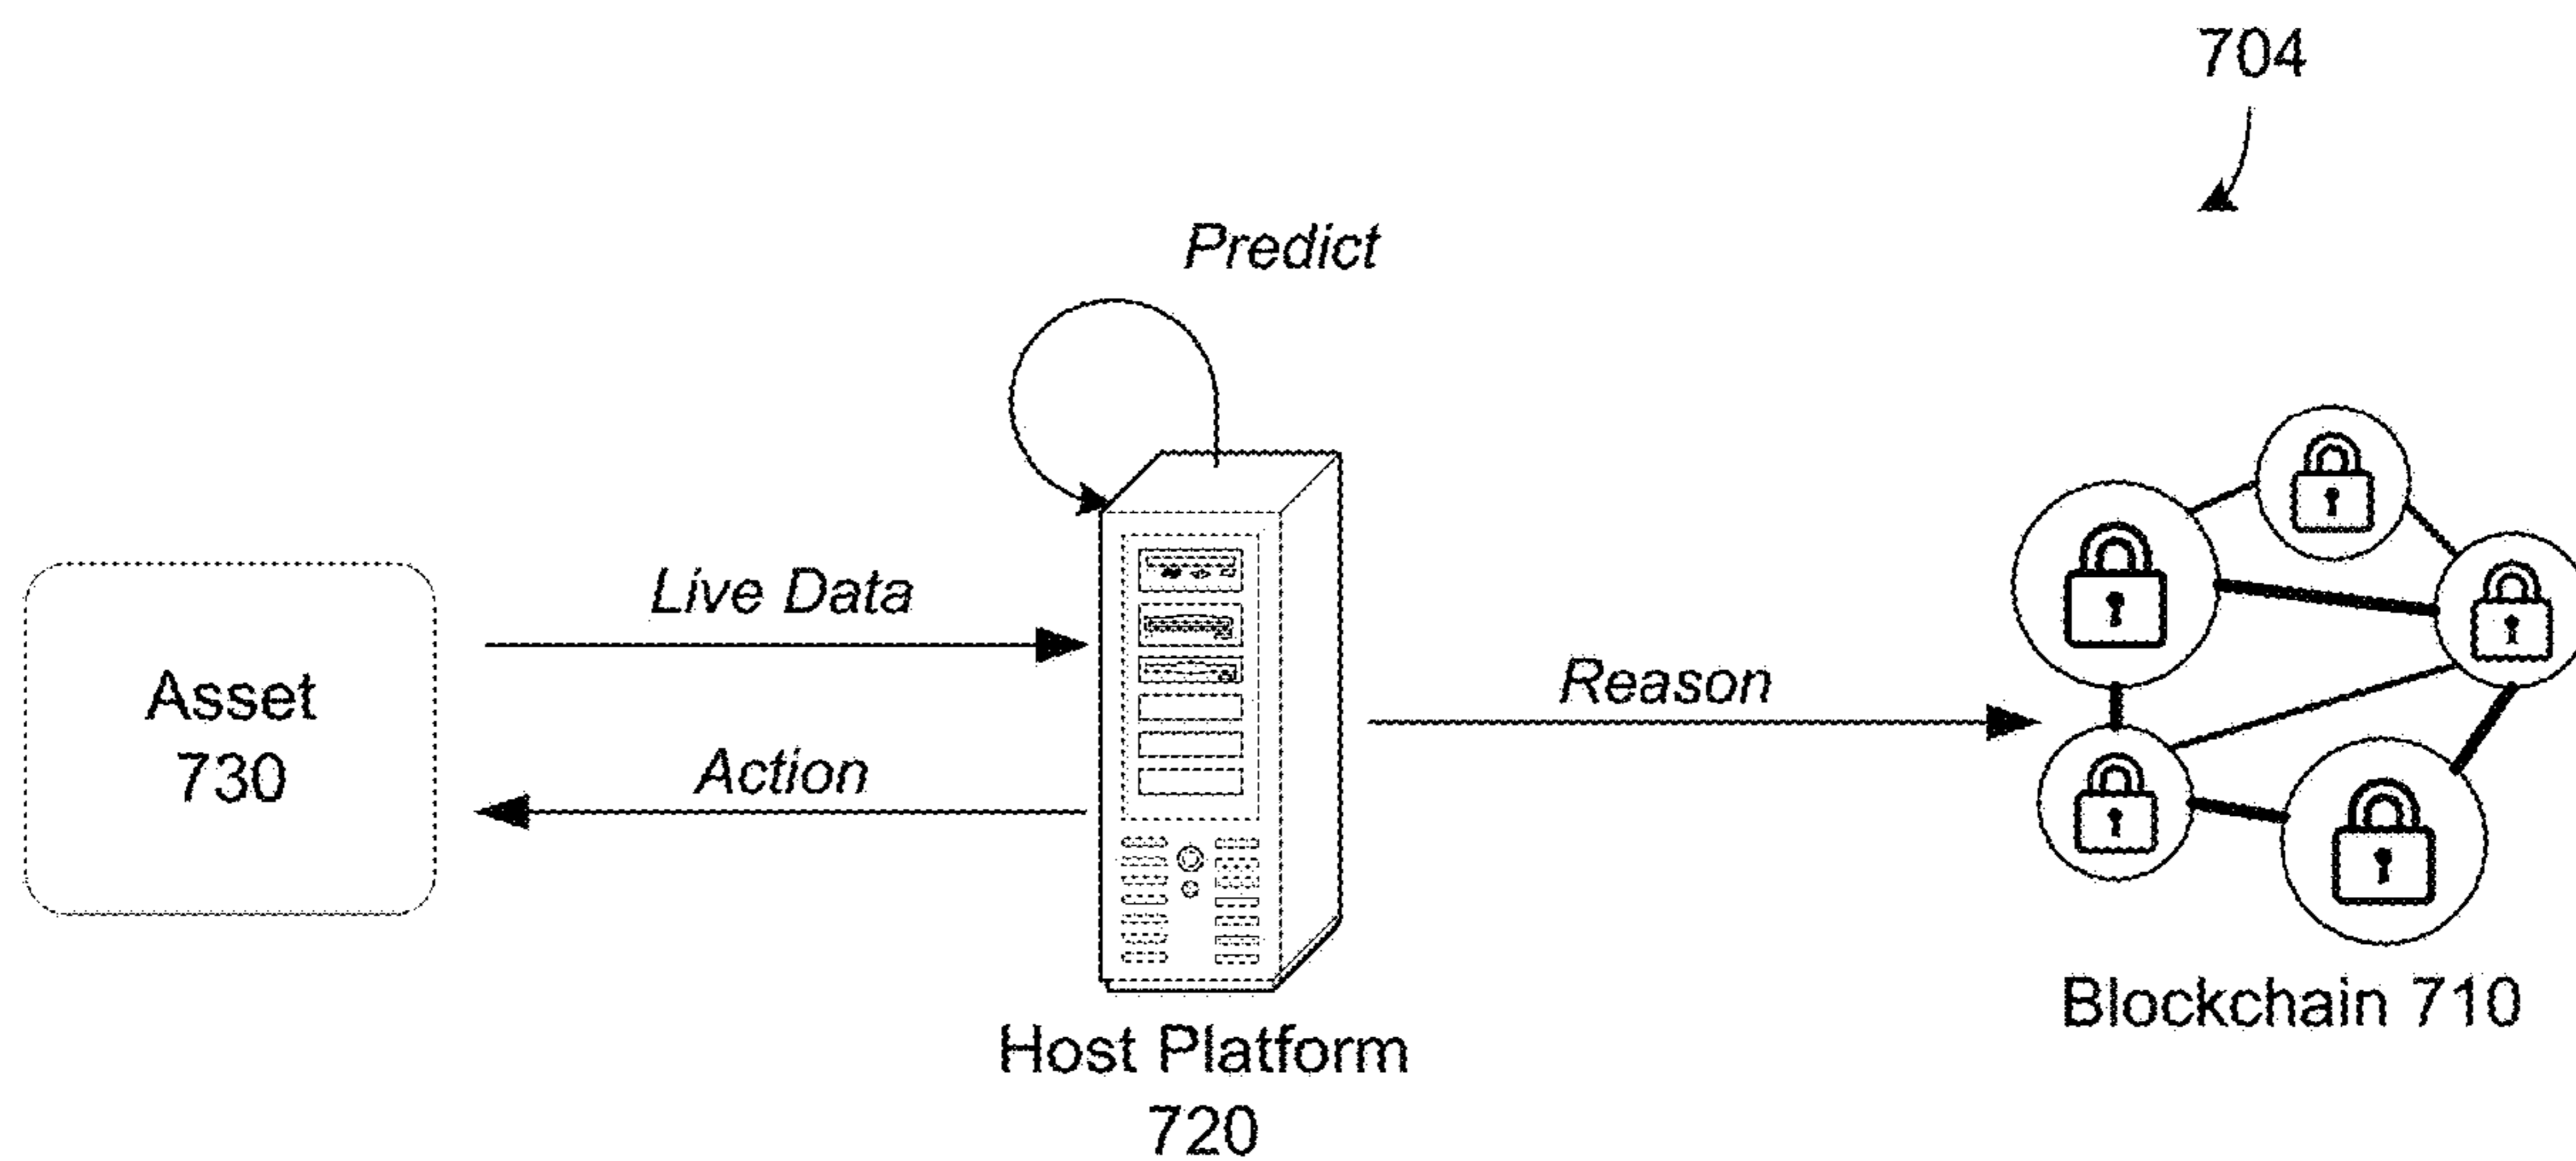 704
Predict
Live Data
Asset
730
Reason
Action
Blockchain 710
Host Platform
720